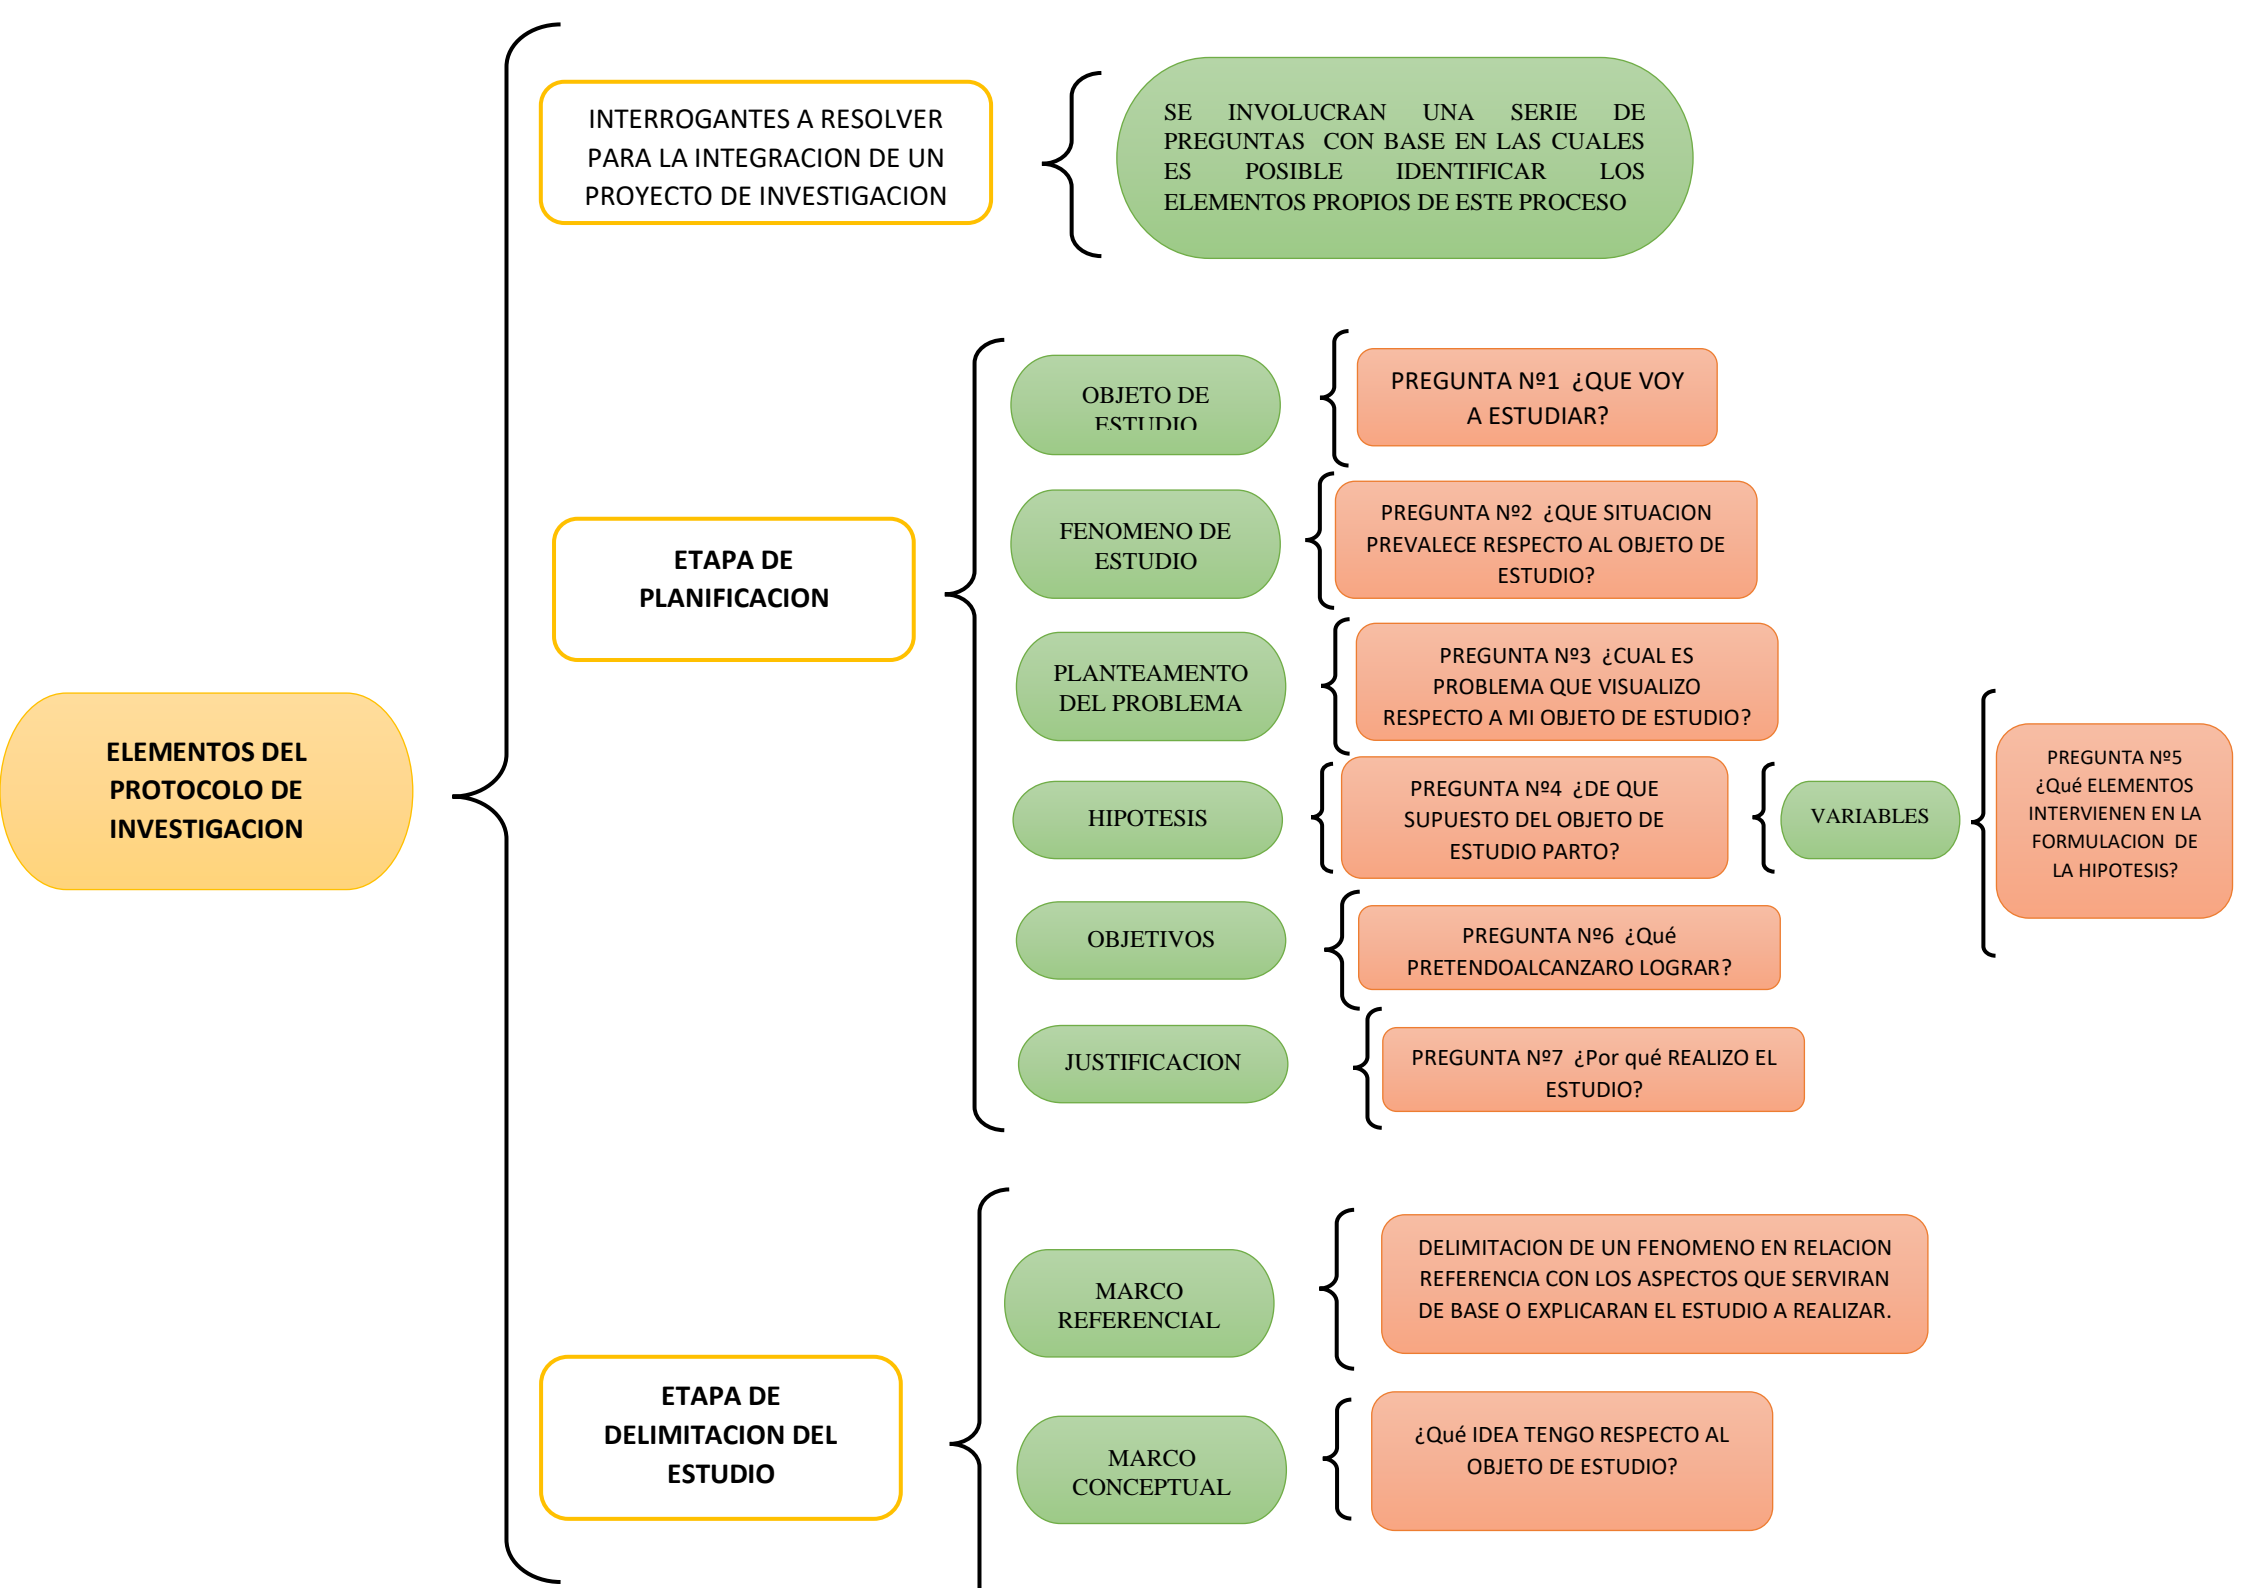 INTERROGANTES A RESOLVER
PARA LA INTEGRACION DE UN
PROYECTO DE INVESTIGACION
SE INVOLUCRAN UNA SERIE DE
PREGUNTAS CON BASE EN LAS CUALES
ES POSIBLE IDENTIFICAR LOS
ELEMENTOS PROPIOS DE ESTE PROCESO
ELEMENTOS DEL
PROTOCOLO DE
INVESTIGACION
ETAPA DE
PLANIFICACION
OBJETO DE
ESTUDIO
PREGUNTA Nº1 ¿QUE VOY
A ESTUDIAR?
FENOMENO DE
ESTUDIO
PREGUNTA Nº2 ¿QUE SITUACION
PREVALECE RESPECTO AL OBJETO DE
ESTUDIO?
PLANTEAMENTO
DEL PROBLEMA
PREGUNTA Nº3 ¿CUAL ES
PROBLEMA QUE VISUALIZO
RESPECTO A MI OBJETO DE ESTUDIO?
HIPOTESIS
PREGUNTA Nº4 ¿DE QUE
SUPUESTO DEL OBJETO DE
ESTUDIO PARTO?
VARIABLES
PREGUNTA Nº5
¿Qué ELEMENTOS
INTERVIENEN EN LA
FORMULACION DE
LA HIPOTESIS?
OBJETIVOS
PREGUNTA Nº6 ¿Qué
PRETENDOALCANZARO LOGRAR?
JUSTIFICACION
PREGUNTA Nº7 ¿Por qué REALIZO EL
ESTUDIO?
ETAPA DE
DELIMITACION DEL
ESTUDIO
MARCO
REFERENCIAL
DELIMITACION DE UN FENOMENO EN RELACION
REFERENCIA CON LOS ASPECTOS QUE SERVIRAN
DE BASE O EXPLICARAN EL ESTUDIO A REALIZAR.
MARCO
CONCEPTUAL
¿Qué IDEA TENGO RESPECTO AL
OBJETO DE ESTUDIO?